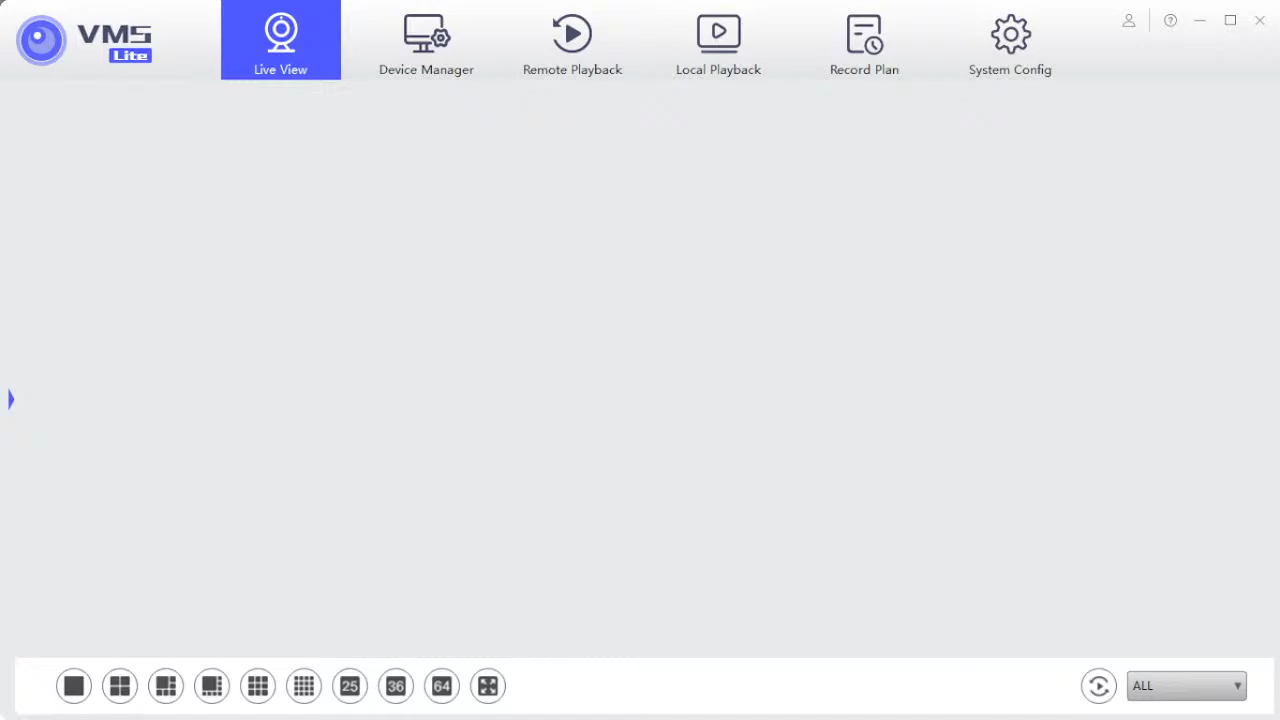 VMS
Lite
Live View
Device Manager
Remote Playback
Local Playback
Record Plan
System Config
25
36
64
ALL